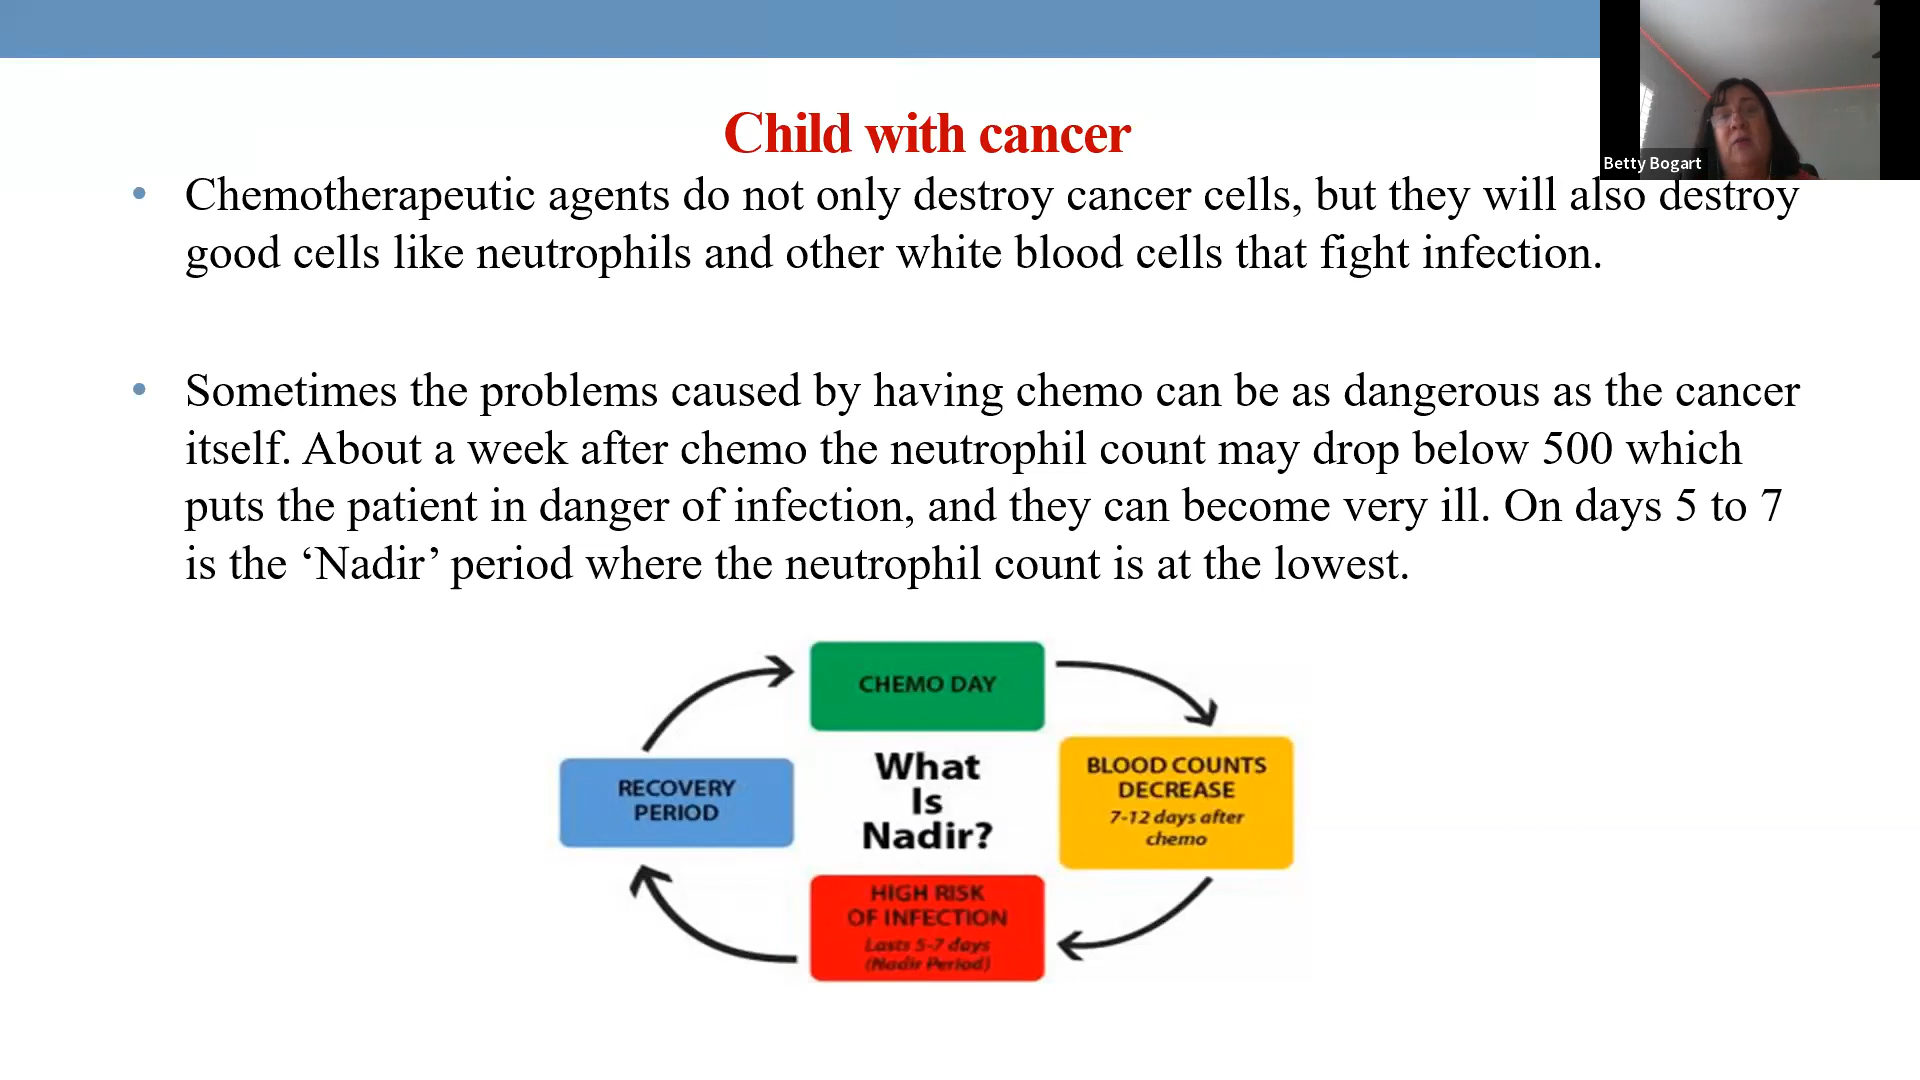 Child with cancer
Betty Bogart
• Chemotherapeutic agents do not only destroy cancer cells, but they will also destroy
good cells like neutrophils and other white blood cells that fight infection.
• Sometimes the problems caused by having chemo can be as dangerous as the cancer
itself. About a week after chemo the neutrophil count may drop below 500 which
puts the patient in danger of infection, and they can become very ill. On days 5 to 7
is the ‘Nadir’ period where the neutrophil count is at the lowest.
CHEMO DAY
BLOOD COUNTS
DECREASE
7-12 days after
chemo
HIGH RISK
OF INFECTION
Lasts 5-7 days
(Nadir Period)
RECOVERY
PERIOD
What
Is
Nadir?